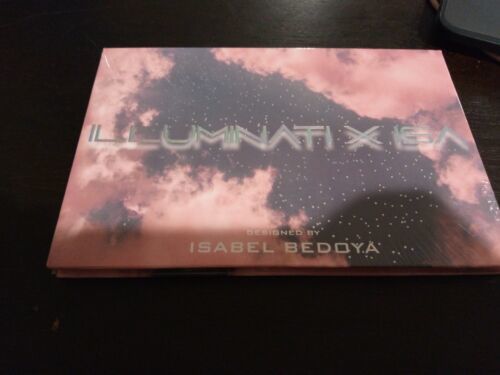 ILLUMINATI X ISA
DESIGNED BY
ISABEL BEDOYA